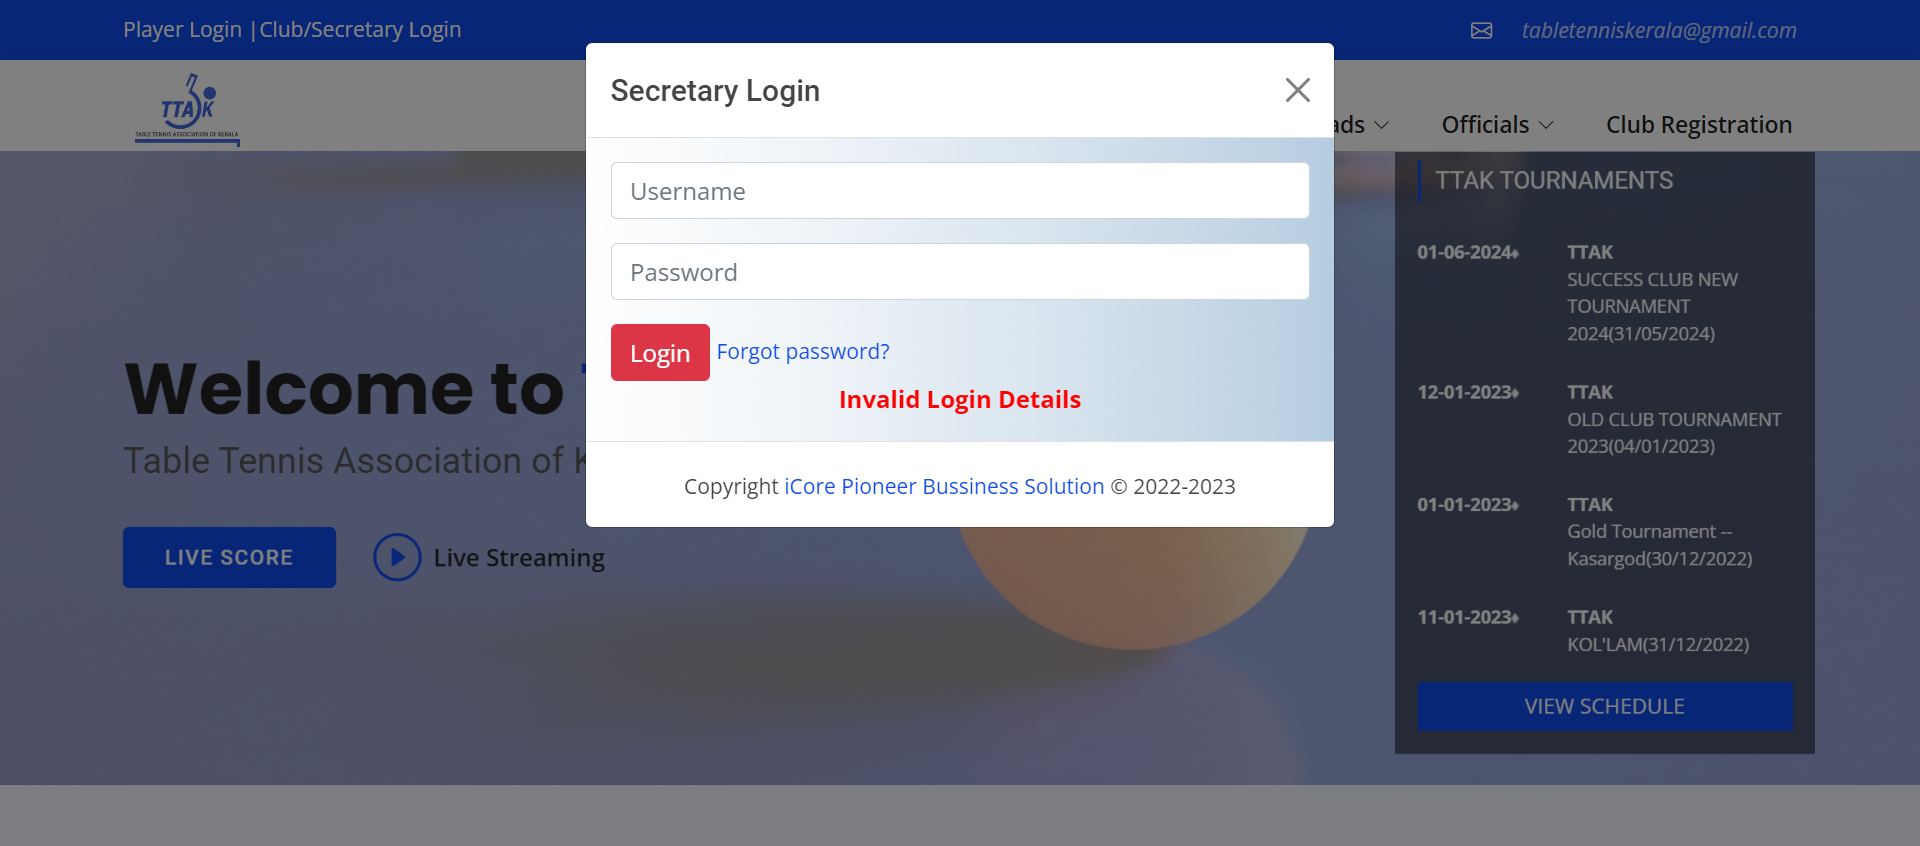 Player Login |Club/Secretary Login
tabletenniskerala@gmail.com
TTAK
TABLE TENNIS ASSOCIATION OF KERALA
ads
Officials
Club Registration
Secretary Login
Username
Password
Login
Forgot password?
Invalid Login Details
Copyright iCore Pioneer Bussiness Solution © 2022-2023
Welcome to
Table Tennis Association of
LIVE SCORE
Live Streaming
TTAK TOURNAMENTS
01-06-2024♦
TTAK
SUCCESS CLUB NEW
TOURNAMENT
2024(31/05/2024)
12-01-2023♦
TTAK
OLD CLUB TOURNAMENT
2023(04/01/2023)
01-01-2023♦
TTAK
Gold Tournament --
Kasargod(30/12/2022)
11-01-2023♦
TTAK
KOL'LAM(31/12/2022)
VIEW SCHEDULE